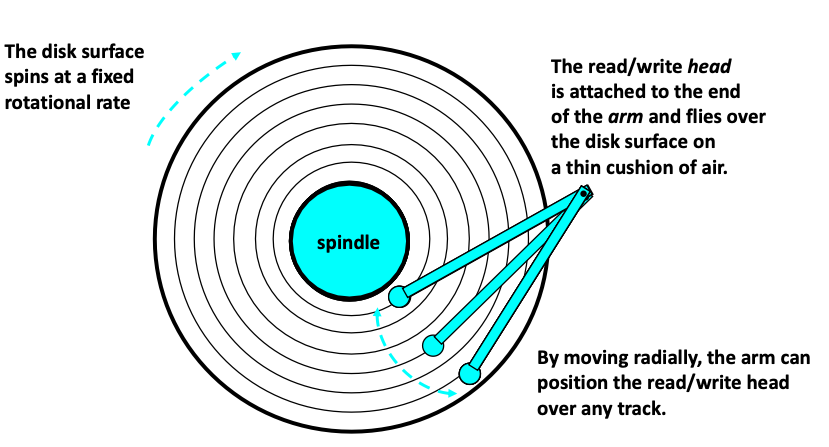 The disk surface
spins at a fixed
rotational rate
The read/write head
is attached to the end
of the arm and flies over
the disk surface on
a thin cushion of air.
spindle
By moving radially, the arm can
position the read/write head
over any track.